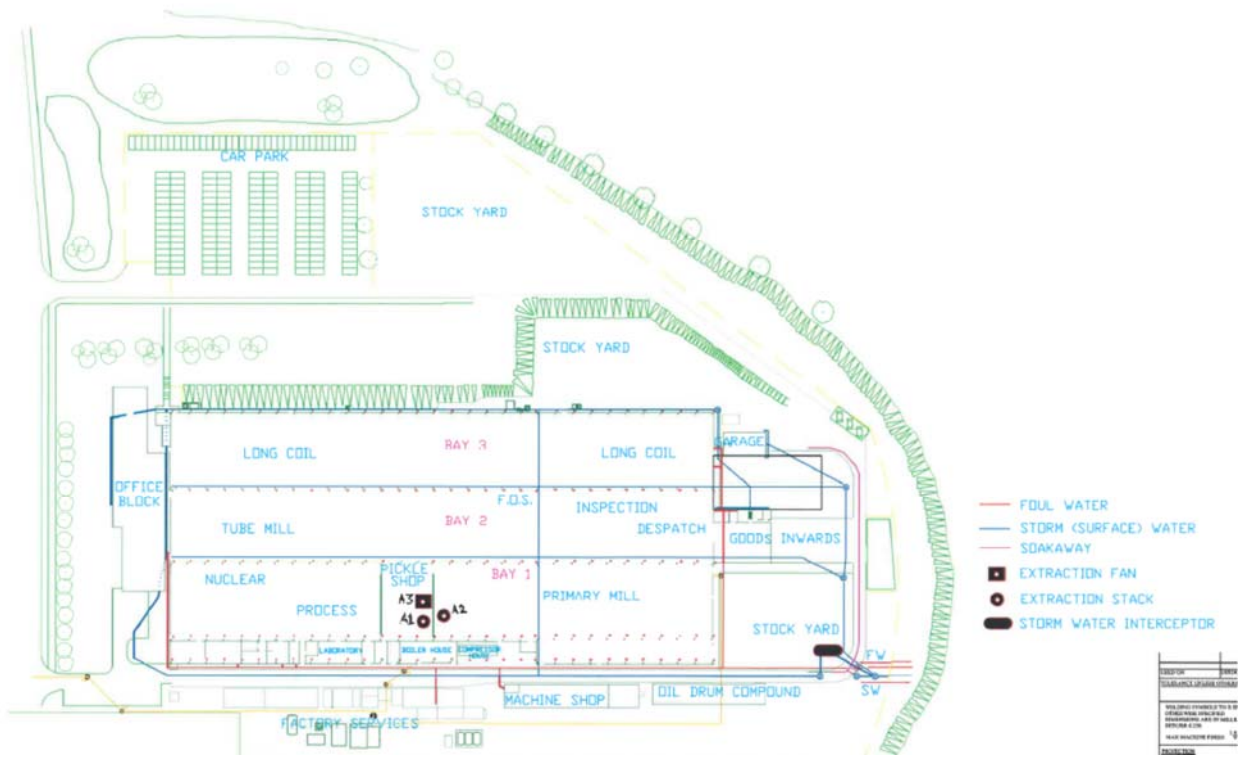 CAR PARK
STOCK YARD
STOCK YARD
GARAGE
LONG COIL
BAY 3
LONG COIL
OFFICE
BLOCK
F.O.S.
INSPECTION
TUBE MILL
BAY 2
DESPATCH
GOODS INWARDS
NUCLEAR
PICKLE
SHOP
BAY 1
PROCESS
A3
A1
A2
PRIMARY MILL
STOCK YARD
LABORATORY
BOILER HOUSE
COMPRESSOR
HOUSE
FW
SW
MACHINE SHOP
OIL DRUM COMPOUND
FACTORY SERVICES
FOUL WATER
STORM (SURFACE) WATER
SOAKAWAY
EXTRACTION FAN
EXTRACTION STACK
STORM WATER INTERCEPTOR
PROTECTION